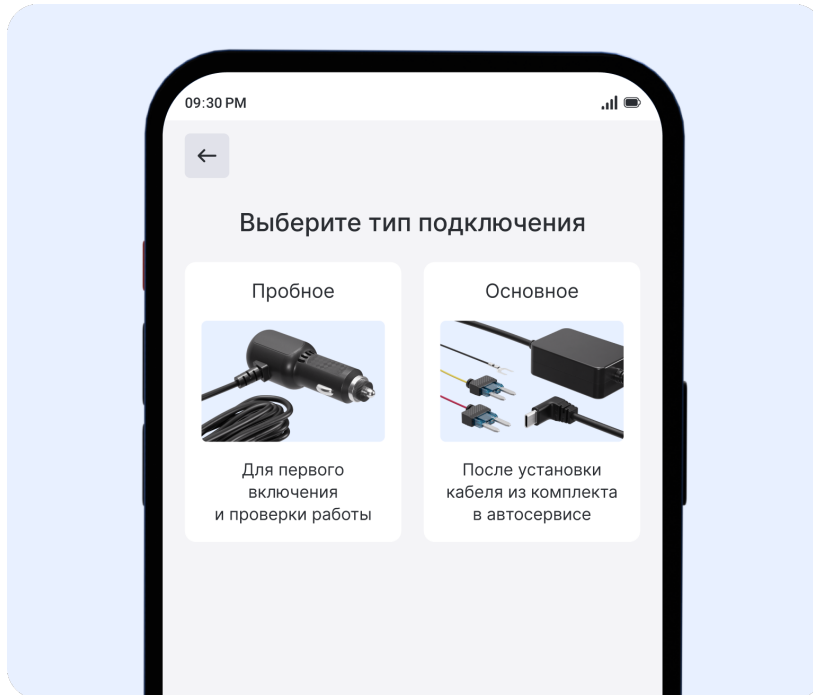 09:30 PM
Выберите тип подключения
Пробное
Для первого
включения
и проверки работы
Основное
После установки
кабеля из комплекта
в автосервисе